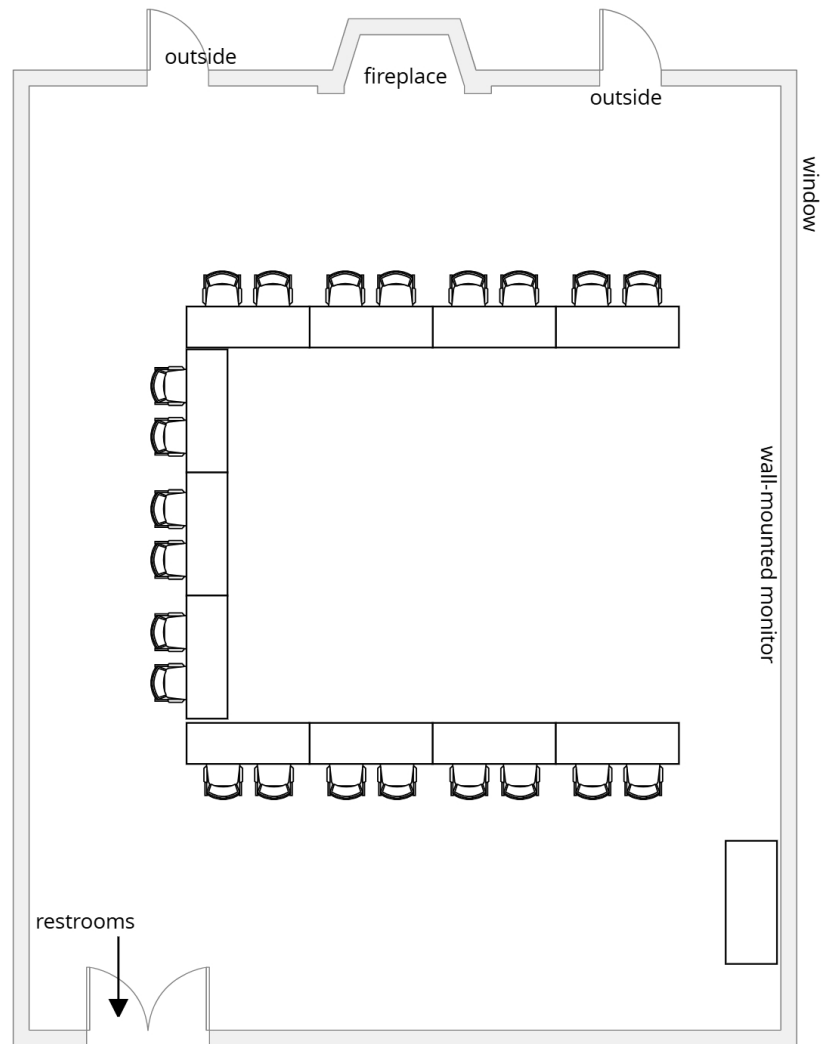 outside
fireplace
outside
window
wall-mounted monitor
restrooms